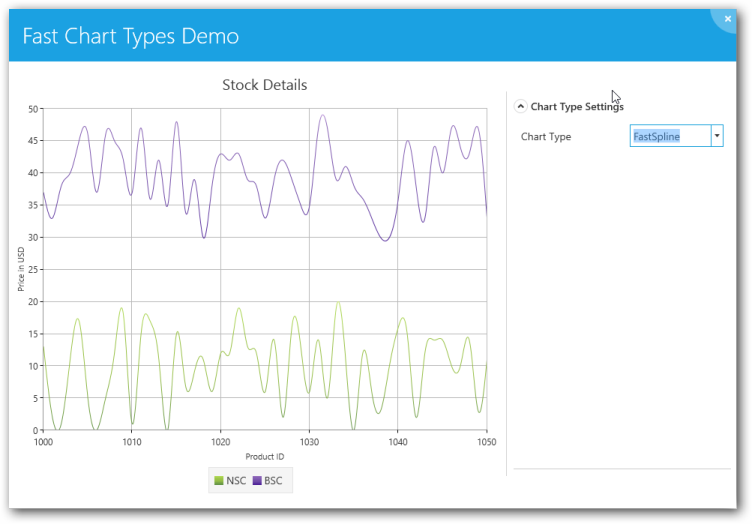 Fast Chart Types Demo
Stock Details
50
45
40
35
30
25
20
15
10
5
0
Price in USD
1000 1010 1020 1030 1040 1050
Product ID
NSC BSC
Chart Type Settings
Chart Type FastSpline